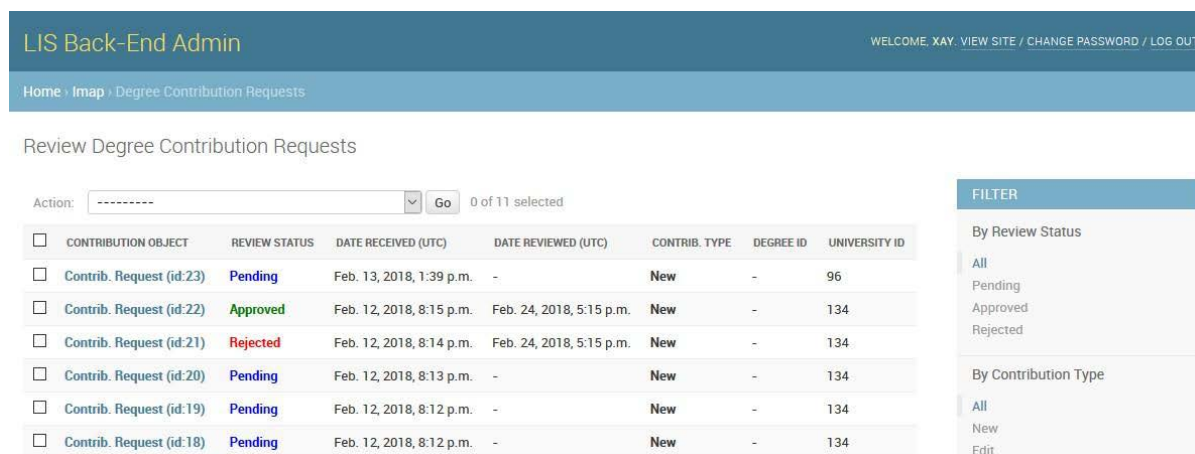 LIS Back-End Admin
WELCOME, XAY. VIEW SITE / CHANGE PASSWORD / LOG OUT
Home › Imap › Degree Contribution Requests
Review Degree Contribution Requests
Action: --------- Go 0 of 11 selected
CONTRIBUTION OBJECT REVIEW STATUS DATE RECEIVED (UTC) DATE REVIEWED (UTC) CONTRIB. TYPE DEGREE ID UNIVERSITY ID
Contrib. Request (id:23) Pending Feb. 13, 2018, 1:39 p.m. - New - 96
Contrib. Request (id:22) Approved Feb. 12, 2018, 8:15 p.m. Feb. 24, 2018, 5:15 p.m. New - 134
Contrib. Request (id:21) Rejected Feb. 12, 2018, 8:14 p.m. Feb. 24, 2018, 5:15 p.m. New - 134
Contrib. Request (id:20) Pending Feb. 12, 2018, 8:13 p.m. - New - 134
Contrib. Request (id:19) Pending Feb. 12, 2018, 8:12 p.m. - New - 134
Contrib. Request (id:18) Pending Feb. 12, 2018, 8:12 p.m. - New - 134
FILTER
By Review Status
All
Pending
Approved
Rejected
By Contribution Type
All
New
Edit